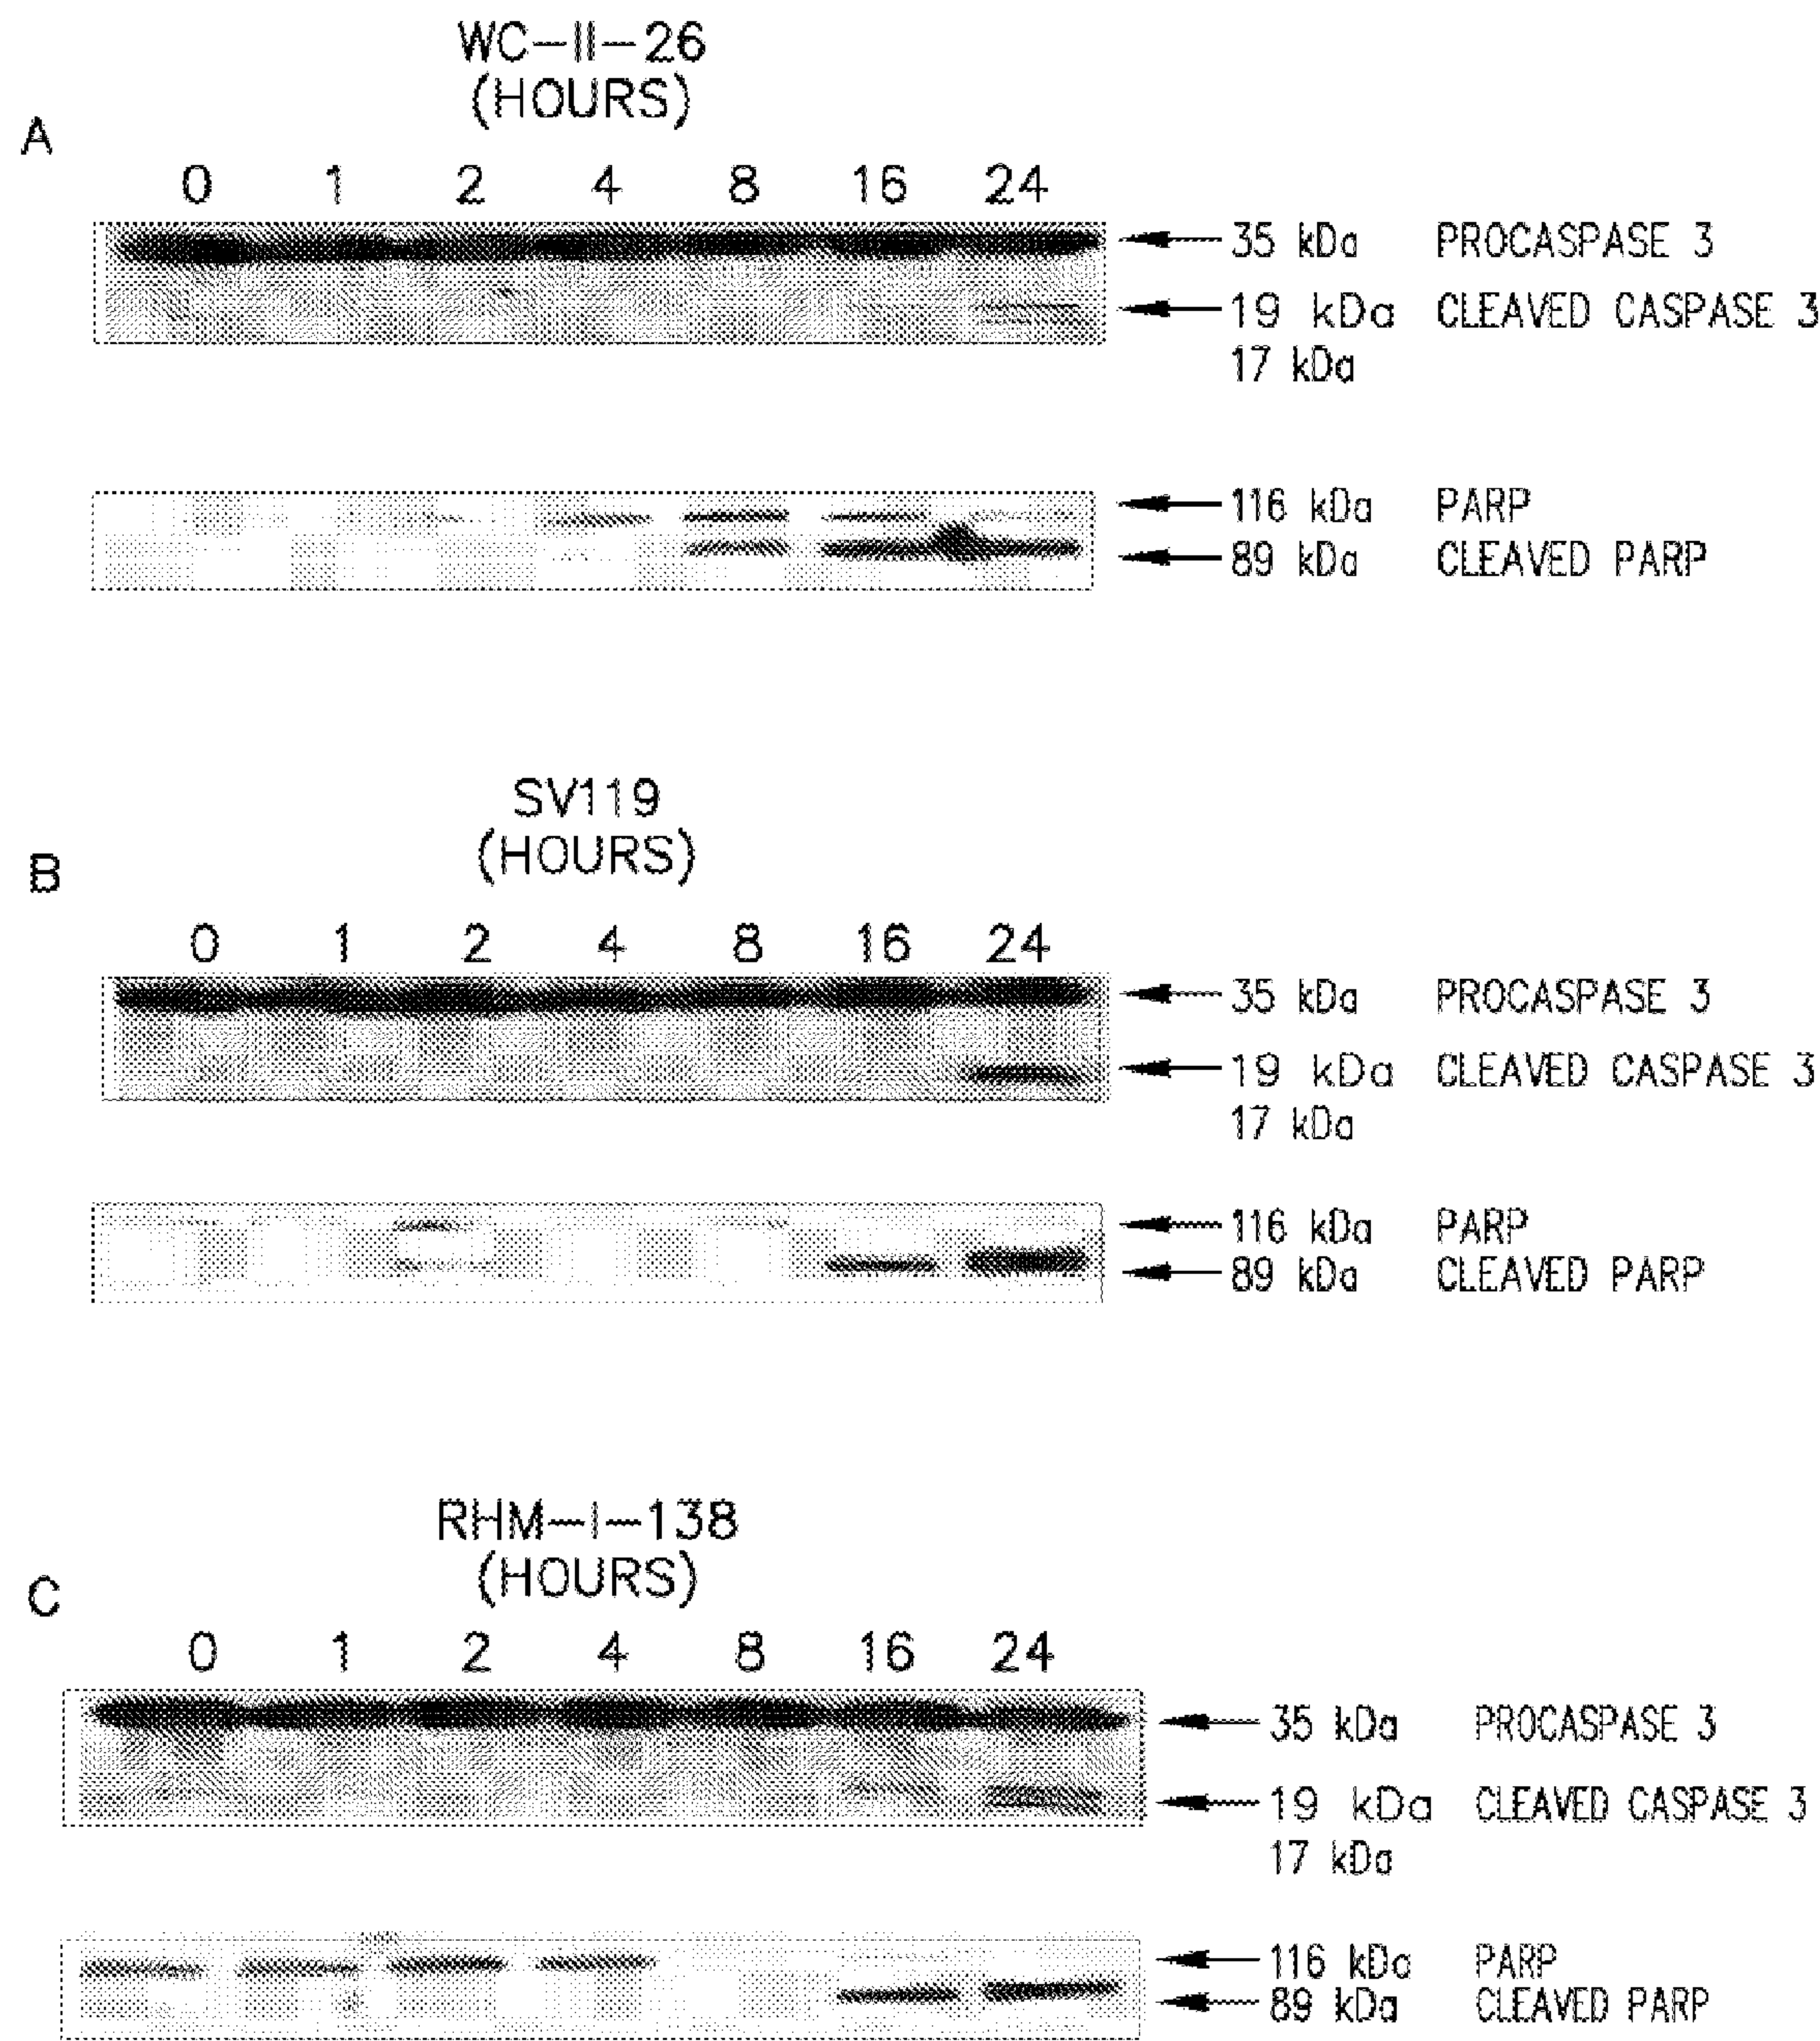 WC-II-26
(HOURS)
A
0 1 2 4 8 16 24
35 kDa PROCASPASE 3
19 kDa CLEAVED CASPASE 3
17 kDa
116 kDa PARP
89 kDa CLEAVED PARP
SV119
(HOURS)
B
0 1 2 4 8 16 24
35 kDa PROCASPASE 3
19 kDa CLEAVED CASPASE 3
17 kDa
116 kDa PARP
89 kDa CLEAVED PARP
RHM-I-138
(HOURS)
C
0 1 2 4 8 16 24
35 kDa PROCASPASE 3
19 kDa CLEAVED CASPASE 3
17 kDa
116 kDa PARP
89 kDa CLEAVED PARP